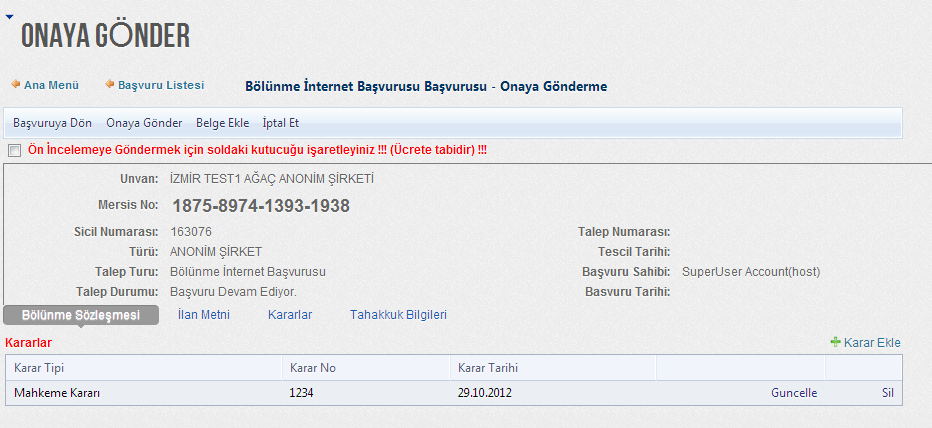 ONAYA GÖNDER
Ana Menü Başvuru Listesi Bölünme İnternet Başvurusu Başvurusu - Onaya Gönderme
Başvuruya Dön Onaya Gönder Belge Ekle İptal Et
Ön İncelemeye Göndermek için soldaki kutucuğu işaretleyiniz !!! (Ücrete tabidir) !!!
Unvan: İZMİR TEST1 AĞAÇ ANONİM ŞİRKETİ
Mersis No: 1875-8974-1393-1938
Sicil Numarası: 163076 Talep Numarası:
Türü: ANONİM ŞİRKET Tescil Tarihi:
Talep Turu: Bölünme İnternet Başvurusu Başvuru Sahibi: SuperUser Account(host)
Talep Durumu: Başvuru Devam Ediyor. Basvuru Tarihi:
Bölünme Sözleşmesi İlan Metni Kararlar Tahakkuk Bilgileri
Kararlar Karar Ekle
Karar Tipi Karar No Karar Tarihi
Mahkeme Kararı 1234 29.10.2012 Guncelle Sil